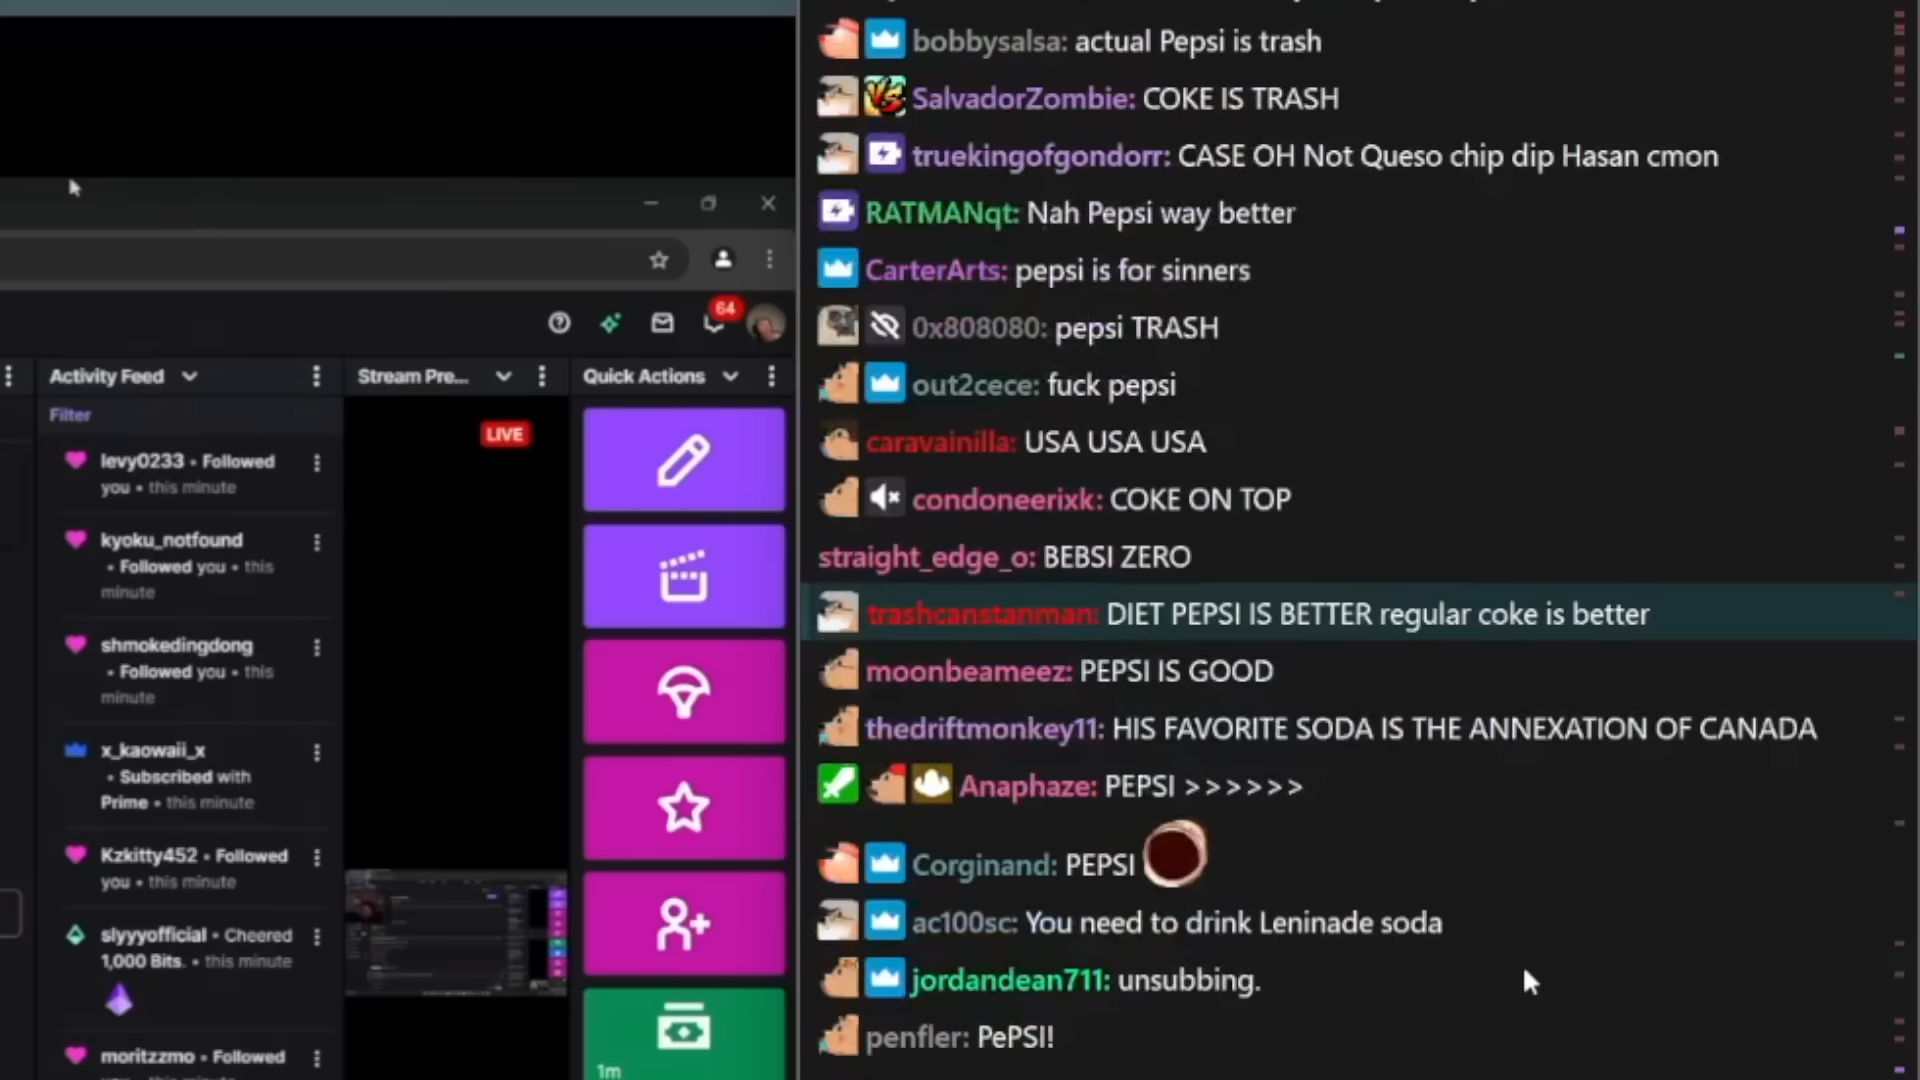 64
Activity Feed
Stream Pre...
Quick Actions
Filter
LIVE
levy0233 • Followed
you • this minute
kyoku_notfound
• Followed you • this
minute
shmokedingdong
• Followed you • this
minute
x_kaowaii_x
• Subscribed with
Prime • this minute
Kzkitty452 • Followed
you • this minute
slyyyofficial • Cheered
1,000 Bits. • this minute
moritzzmo • Followed
1m
bobbysalsa: actual Pepsi is trash
SalvadorZombie: COKE IS TRASH
truekingofgondorr: CASE OH Not Queso chip dip Hasan cmon
RATMANqt: Nah Pepsi way better
CarterArts: pepsi is for sinners
0x808080: pepsi TRASH
out2cece: fuck pepsi
caravainilla: USA USA USA
condoneerixk: COKE ON TOP
straight_edge_o: BEBSI ZERO
trashcanstanman: DIET PEPSI IS BETTER regular coke is better
moonbeameez: PEPSI IS GOOD
thedriftmonkey11: HIS FAVORITE SODA IS THE ANNEXATION OF CANADA
Anaphaze: PEPSI >>>>>>
Corginand: PEPSI
ac100sc: You need to drink Leninade soda
jordandean711: unsubbing.
penfler: PePSI!